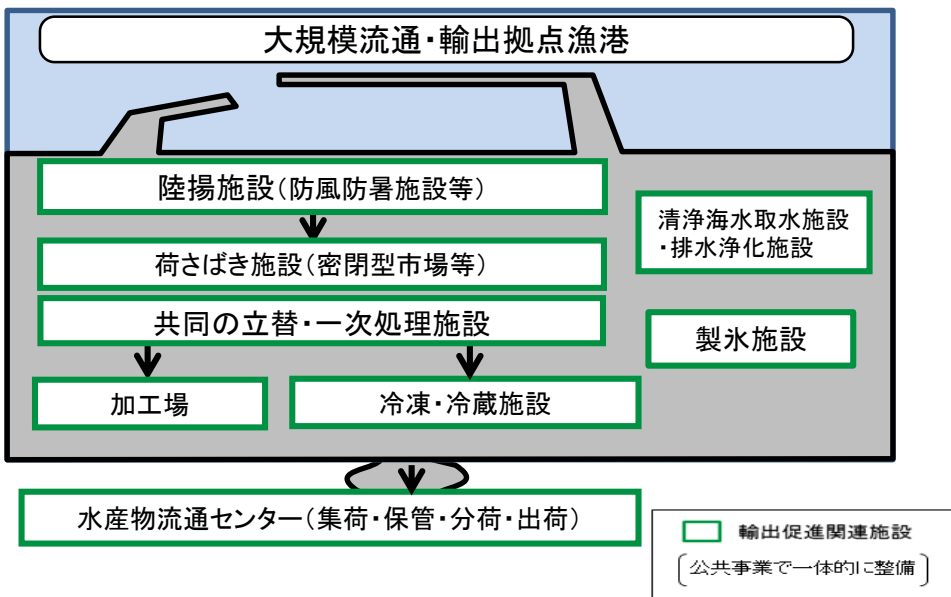 大規模流通・輸出拠点漁港
陸揚施設（防風防暑施設等）
荷さばき施設（密閉型市場等）
共同の立替・一次処理施設
加工場
冷凍・冷蔵施設
清浄海水取水施設
・排水浄化施設
製氷施設
水産物流通センター（集荷・保管・分荷・出荷）
輸出促進関連施設
（公共事業で一体的に整備）